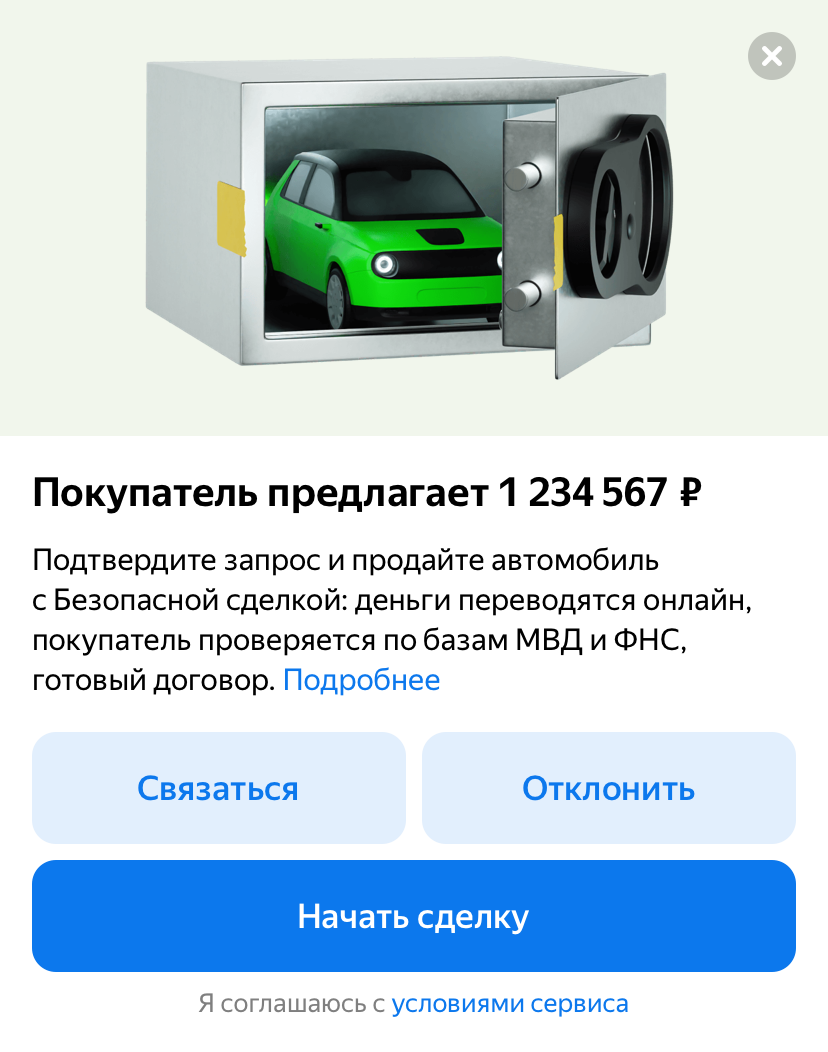 Покупатель предлагает 1 234 567 ₽
Подтвердите запрос и продайте автомобиль
с Безопасной сделкой: деньги переводятся онлайн,
покупатель проверяется по базам МВД и ФНС,
готовый договор. Подробнее
Связаться
Отклонить
Начать сделку
Я соглашаюсь с условиями сервиса